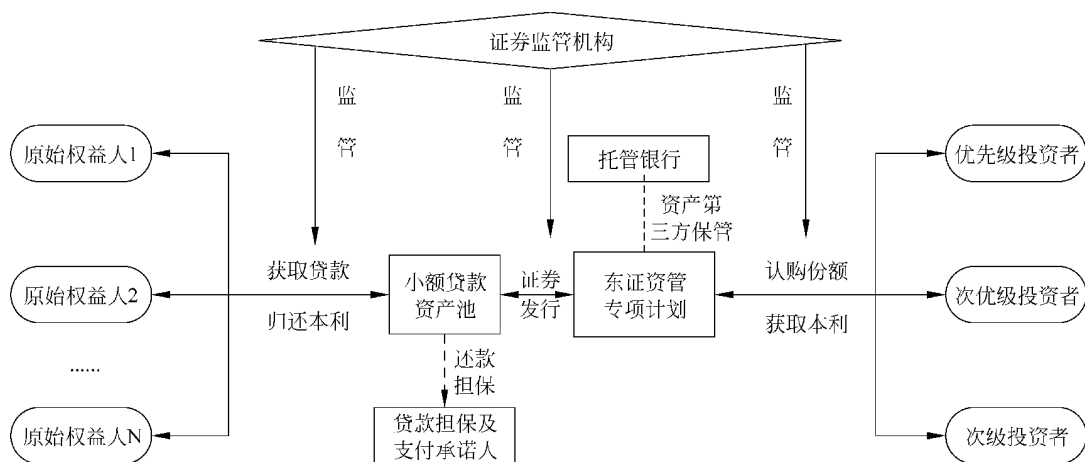 证券监管机构
监
管
监
管
监
管
原始权益人1
托管银行
优先级投资者
资产第
三方保管
获取贷款
归还本利
小额贷款
资产池
证券
发行
东证资管
专项计划
认购份额
获取本利
原始权益人2
次优级投资者
......
还款
担保
原始权益人N
贷款担保及
支付承诺人
次级投资者